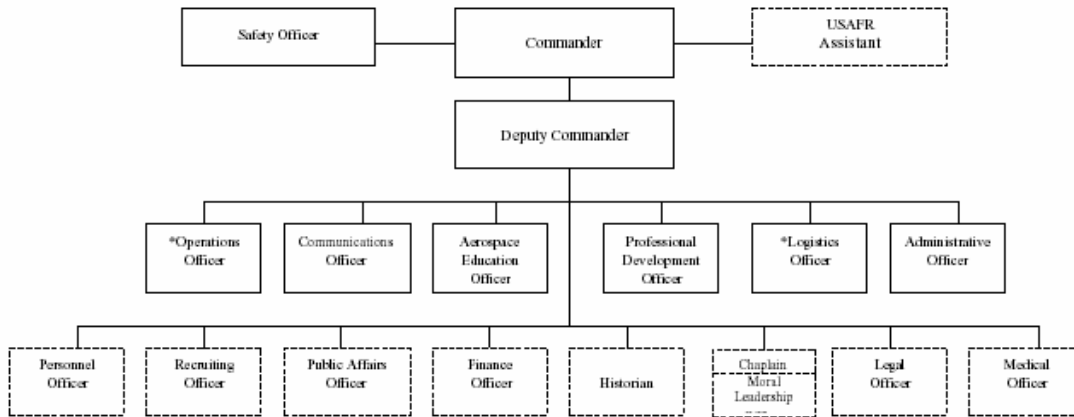 Safety Officer
Commander
USAFR
Assistant
Deputy Commander
*Operations
Officer
Communications
Officer
Aerospace
Education
Officer
Professional
Development
Officer
*Logistics
Officer
Administrative
Officer
Personnel
Officer
Recruiting
Officer
Public Affairs
Officer
Finance
Officer
Historian
Chaplain
Moral
Leadership
Legal
Officer
Medical
Officer